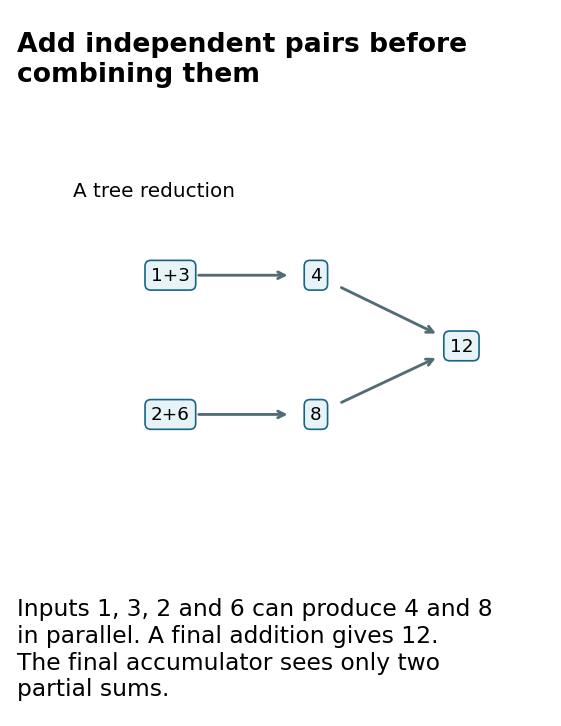 Add independent pairs before
combining them
A tree reduction
1+3
4
12
2+6
8
Inputs 1, 3, 2 and 6 can produce 4 and 8
in parallel. A final addition gives 12.
The final accumulator sees only two
partial sums.